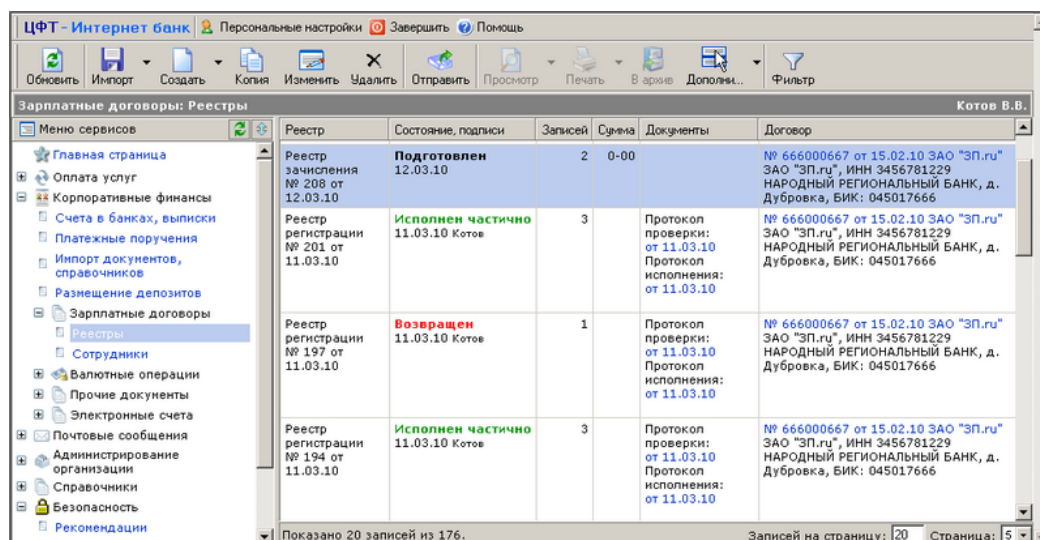 ЦФТ - Интернет банк Персональные настройки Завершить Помощь
Обновить Импорт Создать Копия Изменить Удалить Отправить Просмотр Печать В архив Дополни... Фильтр
Зарплатные договоры: Реестры Котов В.В.
Меню сервисов
Главная страница
Оплата услуг
Корпоративные финансы
Счета в банках, выписки
Платежные поручения
Импорт документов,
справочников
Размещение депозитов
Зарплатные договоры
Реестры
Сотрудники
Валютные операции
Прочие документы
Электронные счета
Почтовые сообщения
Администрирование
организации
Справочники
Безопасность
Рекомендации
Реестр Состояние, подписи Записей Сумма Документы Договор
Реестр Подготовлен 2 0-00 № 666000667 от 15.02.10 ЗАО "ЗП.ru"
зачисления 12.03.10 ЗАО "ЗП.ru", ИНН 3456781229
№ 208 от НАРОДНЫЙ РЕГИОНАЛЬНЫЙ БАНК, д.
12.03.10 Дубровка, БИК: 045017666
Реестр Исполнен частично 3 Протокол № 666000667 от 15.02.10 ЗАО "ЗП.ru"
регистрации 11.03.10 Котов проверки: ЗАО "ЗП.ru", ИНН 3456781229
№ 201 от от 11.03.10 НАРОДНЫЙ РЕГИОНАЛЬНЫЙ БАНК, д.
11.03.10 Протокол Дубровка, БИК: 045017666
исполнения:
от 11.03.10
Реестр Возвращен 1 Протокол № 666000667 от 15.02.10 ЗАО "ЗП.ru"
регистрации 11.03.10 Котов проверки: ЗАО "ЗП.ru", ИНН 3456781229
№ 197 от от 11.03.10 НАРОДНЫЙ РЕГИОНАЛЬНЫЙ БАНК, д.
11.03.10 Протокол Дубровка, БИК: 045017666
исполнения:
от 11.03.10
Реестр Исполнен частично 3 Протокол № 666000667 от 15.02.10 ЗАО "ЗП.ru"
регистрации 11.03.10 Котов проверки: ЗАО "ЗП.ru", ИНН 3456781229
№ 194 от от 11.03.10 НАРОДНЫЙ РЕГИОНАЛЬНЫЙ БАНК, д.
11.03.10 Протокол Дубровка, БИК: 045017666
исполнения:
от 11.03.10
Показано 20 записей из 176. Записей на страницу: 20 Страница: 5